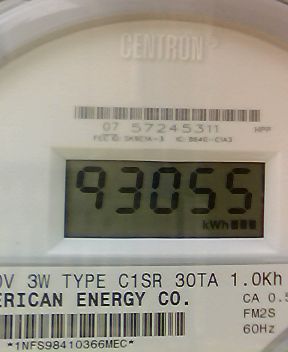 CENTRON
07 57245311 HPP
93055
kWh
0V 3W TYPE C1SR 30TA 1.0Kh
ERICAN ENERGY CO. CA 0.5
FM2S
60Hz
*1NFS98410366MEC*